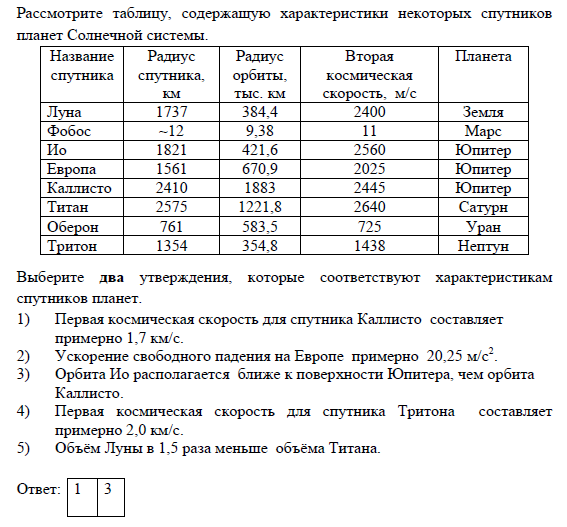 Рассмотрите таблицу, содержащую характеристики некоторых спутников
планет Солнечной системы.
Название спутника | Радиус спутника, км | Радиус орбиты, тыс. км | Вторая космическая скорость, м/с | Планета
Луна | 1737 | 384,4 | 2400 | Земля
Фобос | ~12 | 9,38 | 11 | Марс
Ио | 1821 | 421,6 | 2560 | Юпитер
Европа | 1561 | 670,9 | 2025 | Юпитер
Каллисто | 2410 | 1883 | 2445 | Юпитер
Титан | 2575 | 1221,8 | 2640 | Сатурн
Оберон | 761 | 583,5 | 725 | Уран
Тритон | 1354 | 354,8 | 1438 | Нептун
Выберите два утверждения, которые соответствуют характеристикам
спутников планет.
1) Первая космическая скорость для спутника Каллисто составляет
примерно 1,7 км/с.
2) Ускорение свободного падения на Европе примерно 20,25 м/с².
3) Орбита Ио располагается ближе к поверхности Юпитера, чем орбита
Каллисто.
4) Первая космическая скорость для спутника Тритона составляет
примерно 2,0 км/с.
5) Объём Луны в 1,5 раза меньше объёма Титана.
Ответ: 1 3